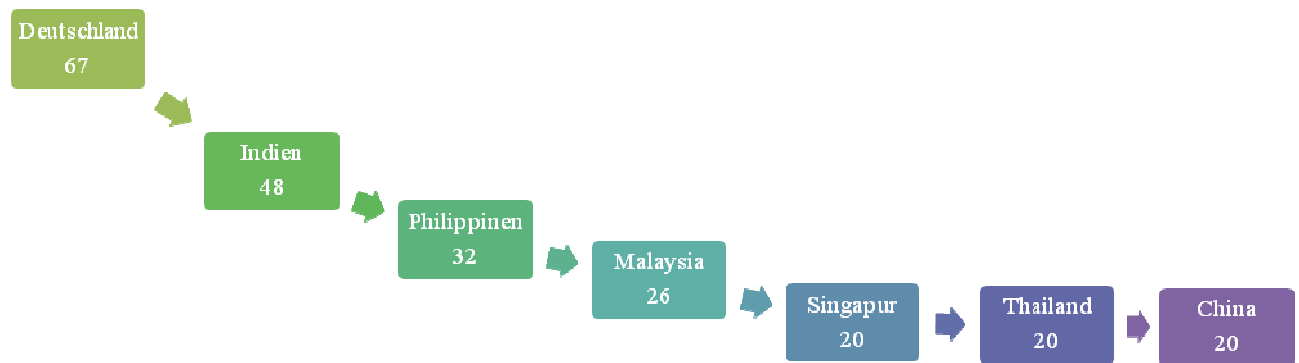 Deutschland
67
Indien
48
Philippinen
32
Malaysia
26
Singapur
20
Thailand
20
China
20